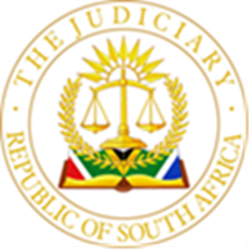 · THE JUDICIARY ·
REPUBLIC OF SOUTH AFRICA